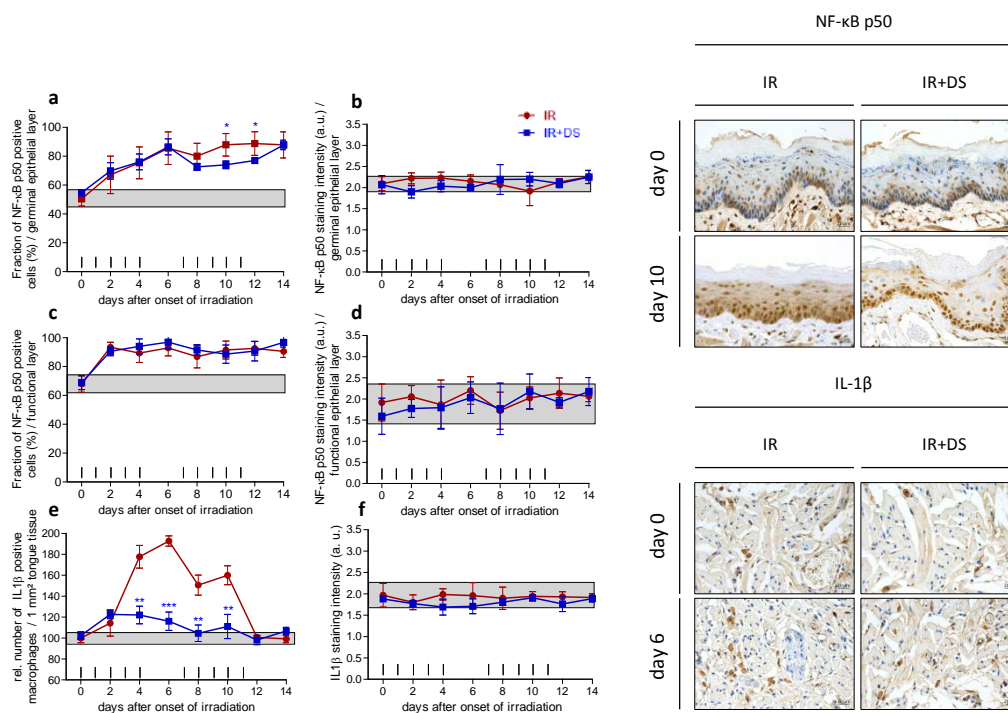 a
Fraction of NF-κB p50 positive
cells (%) / germinal epithelial layer
100
80
60
40
20
0
0 2 4 6 8 10 12 14
days after onset of irradiation
* *
b
IR
IR+DS
NF-κB p50 staining intensity (a.u.) /
germinal epithelial layer
3.5
3.0
2.5
2.0
1.5
1.0
0.5
0.0
0 2 4 6 8 10 12 14
days after onset of irradiation
c
Fraction of NF-κB p50 positive
cells (%) / functional layer
100
80
60
40
20
0
0 2 4 6 8 10 12 14
days after onset of irradiation
d
NF-κB p50 staining intensity (a.u.) /
functional epithelial layer
3.5
3.0
2.5
2.0
1.5
1.0
0.5
0.0
0 2 4 6 8 10 12 14
days after onset of irradiation
e
rel. number of IL1β positive
macrophages / 1 mm² tongue tissue
200
180
160
140
120
100
80
60
** *** ** **
0 2 4 6 8 10 12 14
days after onset of irradiation
f
IL1β staining intensity (a. u.)
3.5
3.0
2.5
2.0
1.5
1.0
0.5
0.0
0 2 4 6 8 10 12 14
days after onset of irradiation
NF-κB p50
IR IR+DS
day 0
day 10
IL-1β
IR IR+DS
day 0
day 6